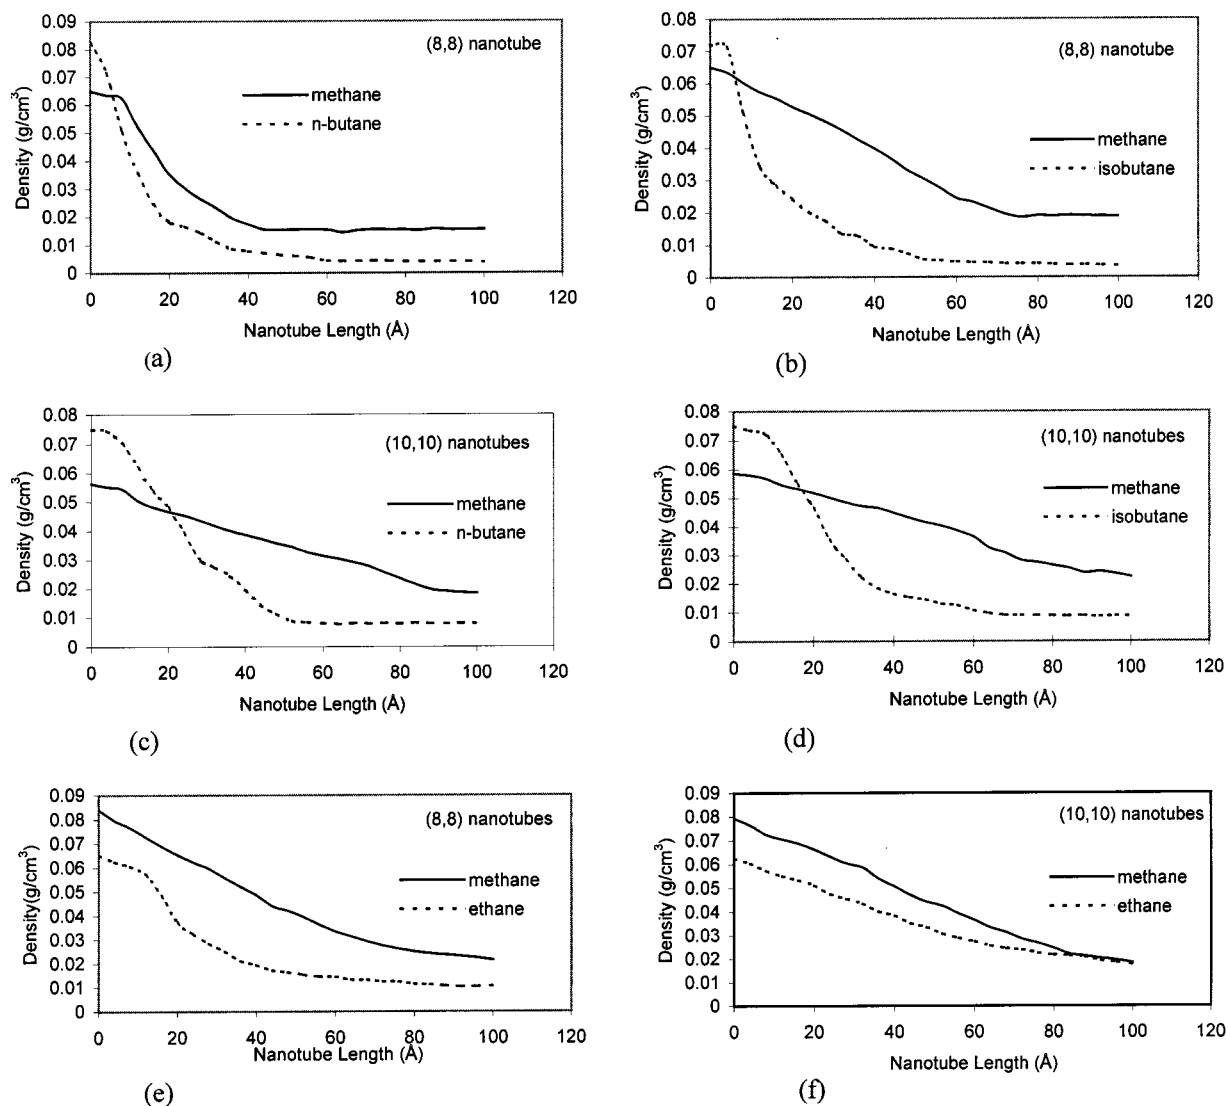 (8,8) nanotube
methane
n-butane
Density (g/cm³)
0.09
0.08
0.07
0.06
0.05
0.04
0.03
0.02
0.01
0
0 20 40 60 80 100 120
Nanotube Length (Å)
(a)
(8,8) nanotube
methane
isobutane
Density (g/cm³)
0.08
0.07
0.06
0.05
0.04
0.03
0.02
0.01
0
0 20 40 60 80 100 120
Nanotube Length (Å)
(b)
(10,10) nanotubes
methane
n-butane
Density (g/cm³)
0.08
0.07
0.06
0.05
0.04
0.03
0.02
0.01
0
0 20 40 60 80 100 120
Nanotube Length (Å)
(c)
(10,10) nanotubes
methane
isobutane
Density (g/cm³)
0.08
0.07
0.06
0.05
0.04
0.03
0.02
0.01
0
0 20 40 60 80 100 120
Nanotube Length (Å)
(d)
(8,8) nanotubes
methane
ethane
Density(g/cm³)
0.09
0.08
0.07
0.06
0.05
0.04
0.03
0.02
0.01
0
0 20 40 60 80 100 120
Nanotube Length (Å)
(e)
(10,10) nanotubes
methane
ethane
Density (g/cm³)
0.09
0.08
0.07
0.06
0.05
0.04
0.03
0.02
0.01
0
0 20 40 60 80 100 120
Nanotube Length (Å)
(f)